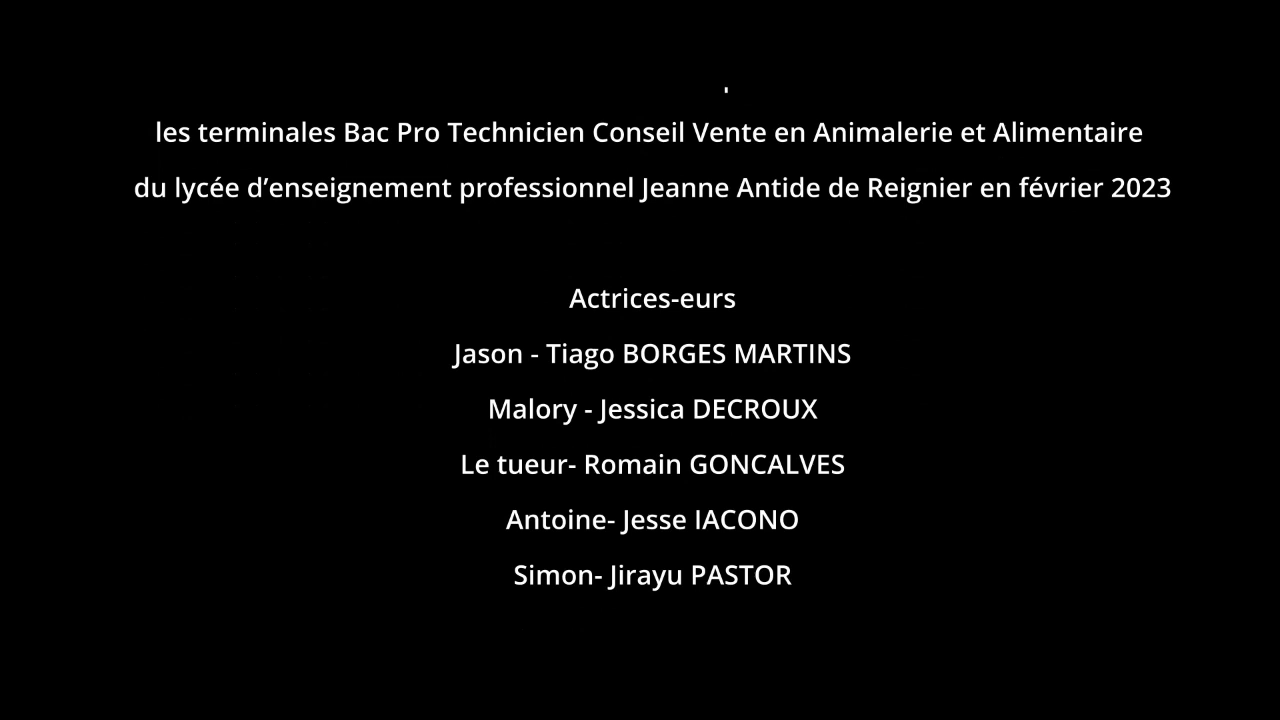 les terminales Bac Pro Technicien Conseil Vente en Animalerie et Alimentaire
du lycée d’enseignement professionnel Jeanne Antide de Reignier en février 2023
Actrices-eurs
Jason - Tiago BORGES MARTINS
Malory - Jessica DECROUX
Le tueur- Romain GONCALVES
Antoine- Jesse IACONO
Simon- Jirayu PASTOR